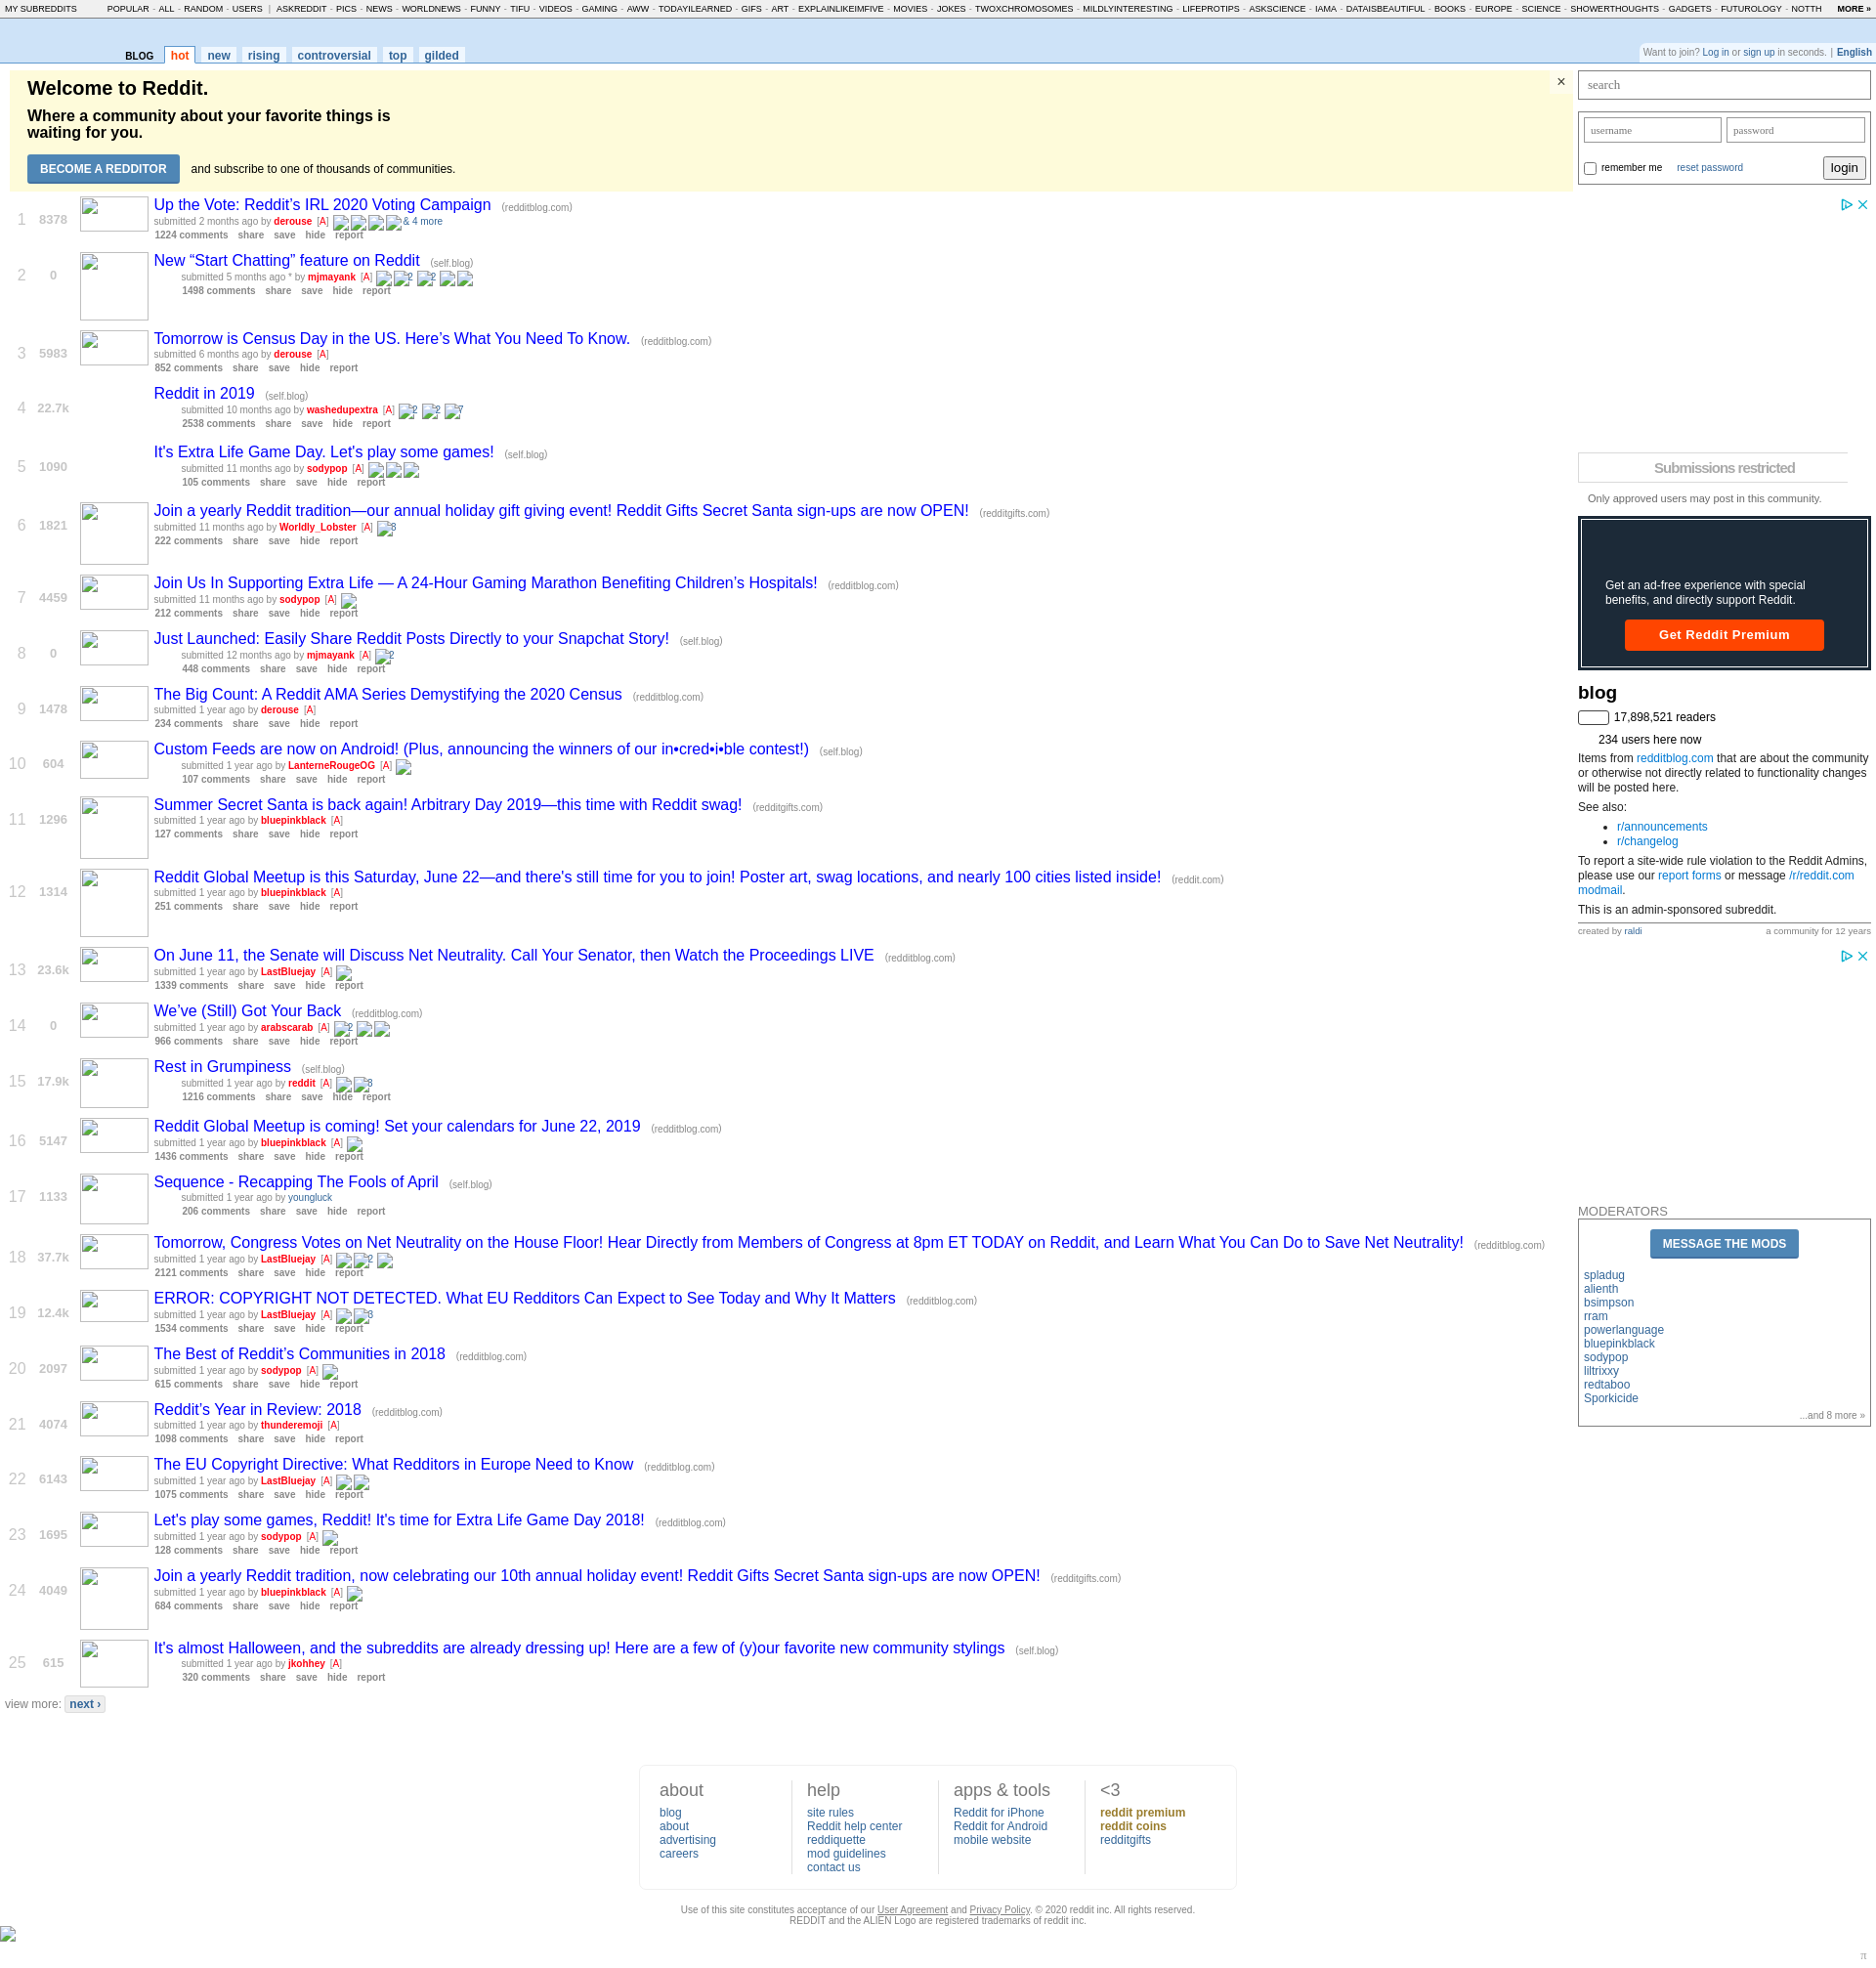 MY SUBREDDITS POPULAR - ALL - RANDOM - USERS | ASKREDDIT - PICS - NEWS - WORLDNEWS - FUNNY - TIFU - VIDEOS - GAMING - AWW - TODAYILEARNED - GIFS - ART - EXPLAINLIKEIMFIVE - MOVIES - JOKES - TWOXCHROMOSOMES - MILDLYINTERESTING - LIFEPROTIPS - ASKSCIENCE - IAMA - DATAISBEAUTIFUL - BOOKS - EUROPE - SCIENCE - SHOWERTHOUGHTS - GADGETS - FUTUROLOGY - NOTTH MORE »
BLOG hot new rising controversial top gilded
Want to join? Log in or sign up in seconds. | English
Welcome to Reddit.
Where a community about your favorite things is
waiting for you.
BECOME A REDDITOR and subscribe to one of thousands of communities.
×
1 8378 Up the Vote: Reddit’s IRL 2020 Voting Campaign (redditblog.com)
submitted 2 months ago by derouse [A] & 4 more
1224 comments share save hide report
2 0 New “Start Chatting” feature on Reddit (self.blog)
submitted 5 months ago * by mjmayank [A] 2 2
1498 comments share save hide report
3 5983 Tomorrow is Census Day in the US. Here’s What You Need To Know. (redditblog.com)
submitted 6 months ago by derouse [A]
852 comments share save hide report
4 22.7k Reddit in 2019 (self.blog)
submitted 10 months ago by washedupextra [A] 2 2 7
2538 comments share save hide report
5 1090 It's Extra Life Game Day. Let's play some games! (self.blog)
submitted 11 months ago by sodypop [A]
105 comments share save hide report
6 1821 Join a yearly Reddit tradition—our annual holiday gift giving event! Reddit Gifts Secret Santa sign-ups are now OPEN! (redditgifts.com)
submitted 11 months ago by Worldly_Lobster [A] 3
222 comments share save hide report
7 4459 Join Us In Supporting Extra Life — A 24-Hour Gaming Marathon Benefiting Children’s Hospitals! (redditblog.com)
submitted 11 months ago by sodypop [A]
212 comments share save hide report
8 0 Just Launched: Easily Share Reddit Posts Directly to your Snapchat Story! (self.blog)
submitted 12 months ago by mjmayank [A] 2
448 comments share save hide report
9 1478 The Big Count: A Reddit AMA Series Demystifying the 2020 Census (redditblog.com)
submitted 1 year ago by derouse [A]
234 comments share save hide report
10 604 Custom Feeds are now on Android! (Plus, announcing the winners of our in•cred•i•ble contest!) (self.blog)
submitted 1 year ago by LanterneRougeOG [A]
107 comments share save hide report
11 1296 Summer Secret Santa is back again! Arbitrary Day 2019—this time with Reddit swag! (redditgifts.com)
submitted 1 year ago by bluepinkblack [A]
127 comments share save hide report
12 1314 Reddit Global Meetup is this Saturday, June 22—and there's still time for you to join! Poster art, swag locations, and nearly 100 cities listed inside! (reddit.com)
submitted 1 year ago by bluepinkblack [A]
251 comments share save hide report
13 23.6k On June 11, the Senate will Discuss Net Neutrality. Call Your Senator, then Watch the Proceedings LIVE (redditblog.com)
submitted 1 year ago by LastBluejay [A]
1339 comments share save hide report
14 0 We’ve (Still) Got Your Back (redditblog.com)
submitted 1 year ago by arabscarab [A] 2
966 comments share save hide report
15 17.9k Rest in Grumpiness (self.blog)
submitted 1 year ago by reddit [A] 3
1216 comments share save hide report
16 5147 Reddit Global Meetup is coming! Set your calendars for June 22, 2019 (redditblog.com)
submitted 1 year ago by bluepinkblack [A]
1436 comments share save hide report
17 1133 Sequence - Recapping The Fools of April (self.blog)
submitted 1 year ago by youngluck
206 comments share save hide report
18 37.7k Tomorrow, Congress Votes on Net Neutrality on the House Floor! Hear Directly from Members of Congress at 8pm ET TODAY on Reddit, and Learn What You Can Do to Save Net Neutrality! (redditblog.com)
submitted 1 year ago by LastBluejay [A] 2
2121 comments share save hide report
19 12.4k ERROR: COPYRIGHT NOT DETECTED. What EU Redditors Can Expect to See Today and Why It Matters (redditblog.com)
submitted 1 year ago by LastBluejay [A] 3
1534 comments share save hide report
20 2097 The Best of Reddit’s Communities in 2018 (redditblog.com)
submitted 1 year ago by sodypop [A]
615 comments share save hide report
21 4074 Reddit’s Year in Review: 2018 (redditblog.com)
submitted 1 year ago by thunderemoji [A]
1098 comments share save hide report
22 6143 The EU Copyright Directive: What Redditors in Europe Need to Know (redditblog.com)
submitted 1 year ago by LastBluejay [A]
1075 comments share save hide report
23 1695 Let's play some games, Reddit! It's time for Extra Life Game Day 2018! (redditblog.com)
submitted 1 year ago by sodypop [A]
128 comments share save hide report
24 4049 Join a yearly Reddit tradition, now celebrating our 10th annual holiday event! Reddit Gifts Secret Santa sign-ups are now OPEN! (redditgifts.com)
submitted 1 year ago by bluepinkblack [A]
684 comments share save hide report
25 615 It's almost Halloween, and the subreddits are already dressing up! Here are a few of (y)our favorite new community stylings (self.blog)
submitted 1 year ago by jkohhey [A]
320 comments share save hide report
view more: next ›
search
username password
remember me reset password login
Submissions restricted
Only approved users may post in this community.
Get an ad-free experience with special
benefits, and directly support Reddit.
Get Reddit Premium
blog
17,898,521 readers
234 users here now
Items from redditblog.com that are about the community
or otherwise not directly related to functionality changes
will be posted here.
See also:
• r/announcements
• r/changelog
To report a site-wide rule violation to the Reddit Admins,
please use our report forms or message /r/reddit.com
modmail.
This is an admin-sponsored subreddit.
created by raldi a community for 12 years
MODERATORS
MESSAGE THE MODS
spladug
alienth
bsimpson
rram
powerlanguage
bluepinkblack
sodypop
liltrixxy
redtaboo
Sporkicide
...and 8 more »
about
blog
about
advertising
careers
help
site rules
Reddit help center
reddiquette
mod guidelines
contact us
apps & tools
Reddit for iPhone
Reddit for Android
mobile website
<3
reddit premium
reddit coins
redditgifts
Use of this site constitutes acceptance of our User Agreement and Privacy Policy. © 2020 reddit inc. All rights reserved.
REDDIT and the ALIEN Logo are registered trademarks of reddit inc.
π